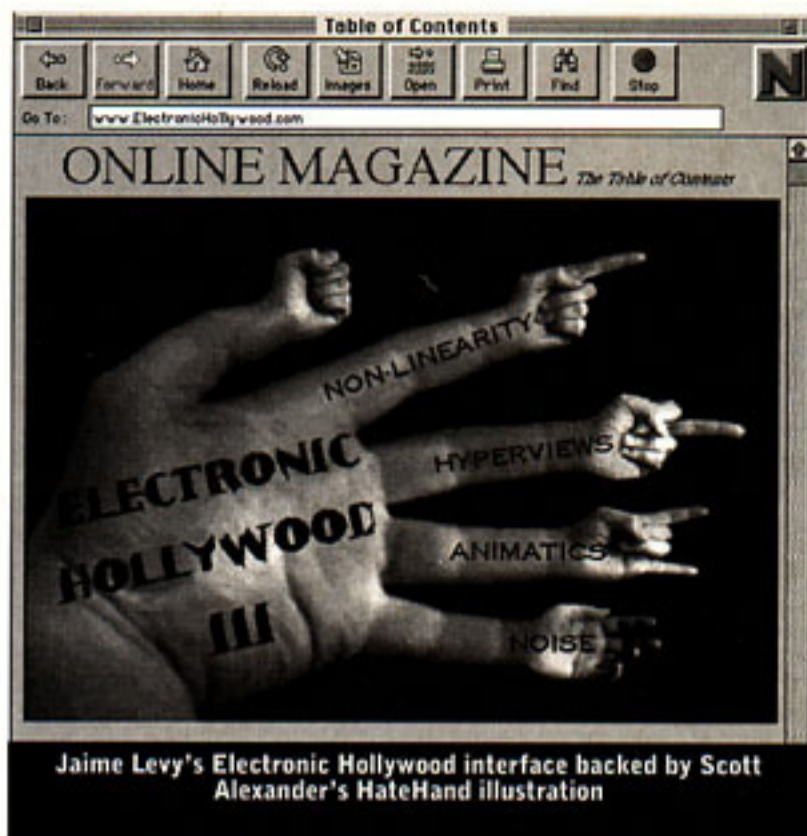 Table of Contents
Back Forward Home Reload Images Open Print Find Stop
N
Go To: www.ElectronicHollywood.com
ONLINE MAGAZINE The Table of Contents
NON-LINEARITY
HYPERVIEWS
ELECTRONIC
HOLLYWOOD
ANIMATICS
III
NOISE
Jaime Levy's Electronic Hollywood interface backed by Scott
Alexander's HateHand illustration